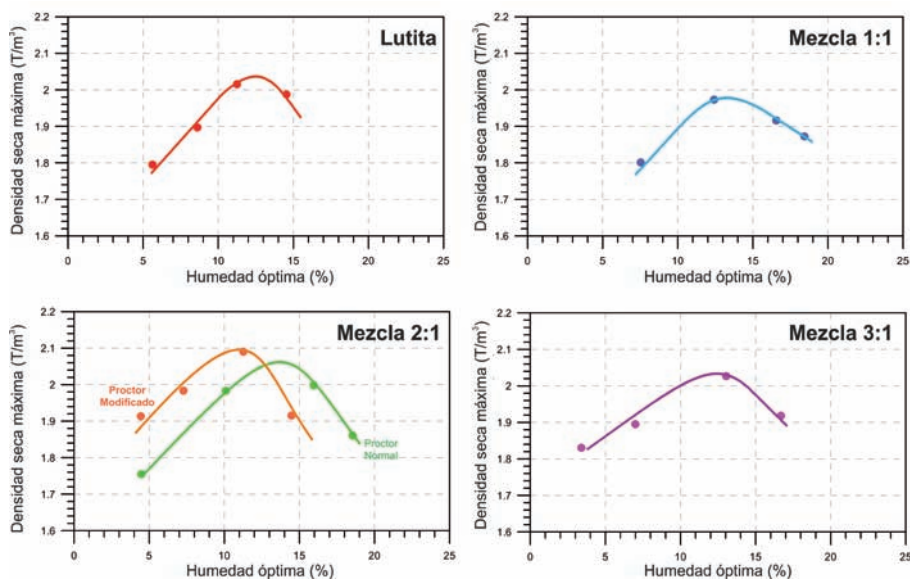 Lutita
Densidad seca máxima (T/m³)
2.2
2.1
2
1.9
1.8
1.7
1.6
0 5 10 15 20 25
Humedad óptima (%)
Mezcla 1:1
Densidad seca máxima (T/m³)
2.2
2.1
2
1.9
1.8
1.7
1.6
0 5 10 15 20 25
Humedad óptima (%)
Mezcla 2:1
Densidad seca máxima (T/m³)
2.2
2.1
2
1.9
1.8
1.7
1.6
Proctor
Modificado
Proctor
Normal
0 5 10 15 20 25
Humedad óptima (%)
Mezcla 3:1
Densidad seca máxima (T/m³)
2.2
2.1
2
1.9
1.8
1.7
1.6
0 5 10 15 20 25
Humedad óptima (%)